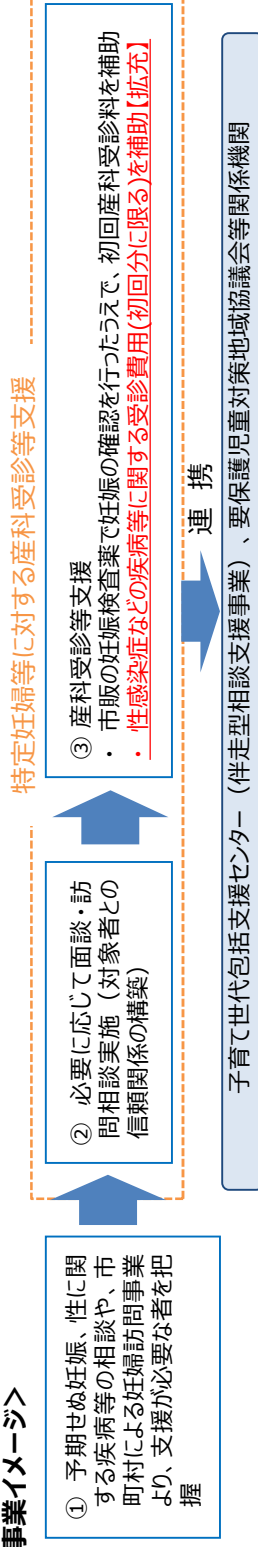 事業イメージ＞
特定妊婦等に対する産科受診等支援
① 予期せぬ妊娠、性に関
する疾病等の相談や、市
町村による妊婦訪問事業
より、支援が必要な者を把
握
② 必要に応じて面談・訪
問相談実施（対象者との
信頼関係の構築）
③ 産科受診等支援
・ 市販の妊娠検査薬で妊娠の確認を行ったうえで、初回産科受診料を補助
・ 性感染症などの疾病等に関する受診費用(初回分に限る)を補助【拡充】
連 携
子育て世代包括支援センター（伴走型相談支援事業）、要保護児童対策地域協議会等関係機関